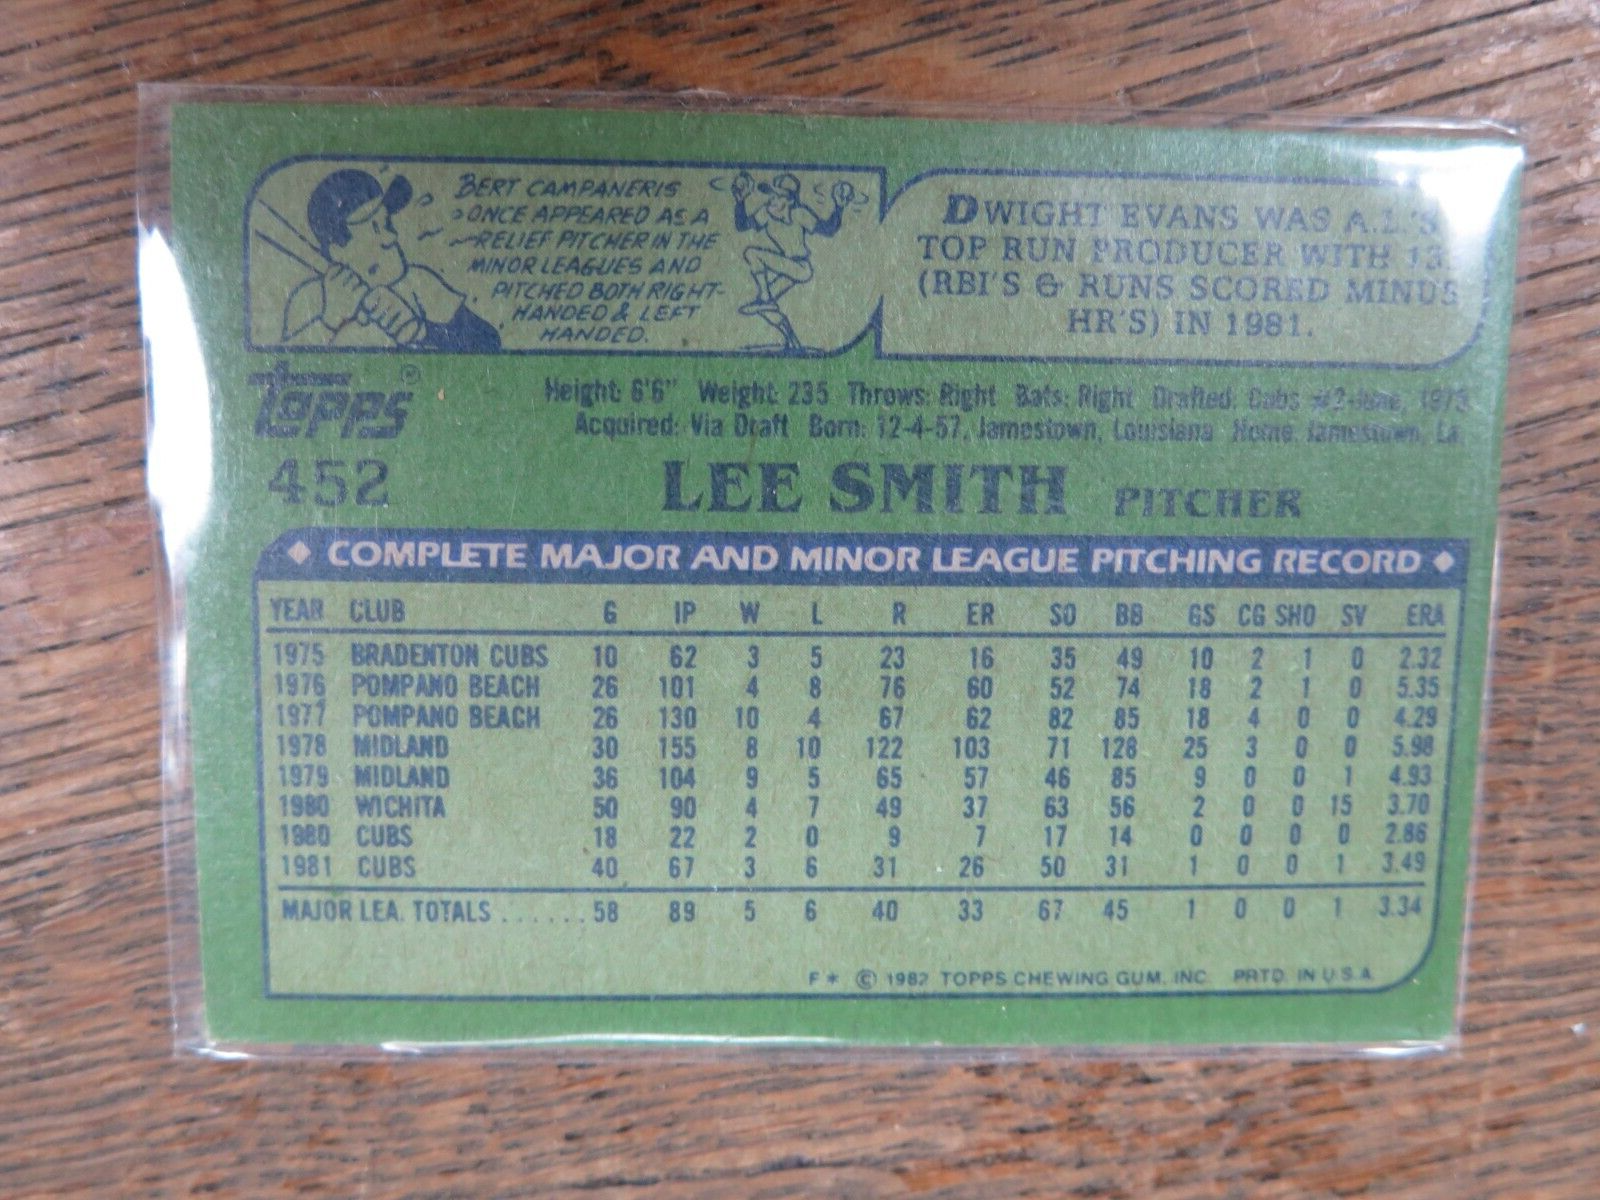 BERT CAMPANERIS
ONCE APPEARED AS A
RELIEF PITCHER IN THE
MINOR LEAGUES AND
PITCHED BOTH RIGHT-
HANDED & LEFT
HANDED.
DWIGHT EVANS WAS A.L.'S
TOP RUN PRODUCER WITH
(RBI'S & RUNS SCORED MINUS
HR'S) IN 1981.
Topps®
Height: 6'6" Weight: 235 Throws: Right Bats: Right Drafted: Cubs #2-June, 1975
Acquired: Via Draft Born: 12-4-57, Jamestown, Louisiana Home: Jamestown, La.
452 LEE SMITH PITCHER
COMPLETE MAJOR AND MINOR LEAGUE PITCHING RECORD
YEAR CLUB G IP W L R ER SO BB GS CG SHO SV ERA
1975 BRADENTON CUBS 10 62 3 5 23 16 35 49 10 2 1 0 2.32
1976 POMPANO BEACH 26 101 4 8 76 60 52 74 18 2 1 0 5.35
1977 POMPANO BEACH 26 130 10 4 67 62 82 85 18 4 0 0 4.29
1978 MIDLAND 30 155 8 10 122 103 71 128 25 3 0 0 5.98
1979 MIDLAND 36 104 9 5 65 57 46 85 9 0 0 1 4.93
1980 WICHITA 50 90 4 7 49 37 63 56 2 0 0 15 3.70
1980 CUBS 18 22 2 0 9 7 17 14 0 0 0 0 2.86
1981 CUBS 40 67 3 6 31 26 50 31 1 0 0 1 3.49
MAJOR LEA. TOTALS ...... 58 89 5 6 40 33 67 45 1 0 0 1 3.34
F* © 1982 TOPPS CHEWING GUM, INC. PRTD. IN U.S.A.